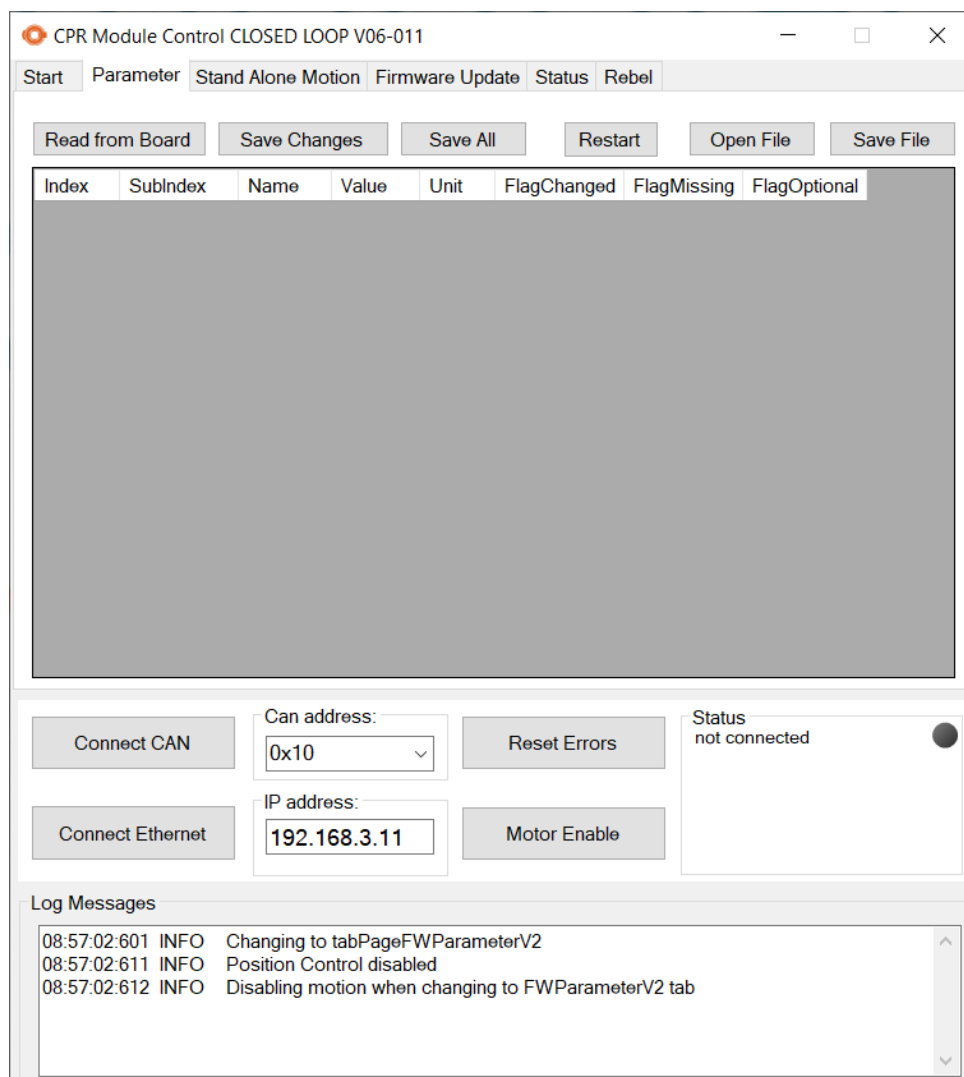 CPR Module Control CLOSED LOOP V06-011
Start Parameter Stand Alone Motion Firmware Update Status Rebel
Read from Board Save Changes Save All Restart Open File Save File
Index SubIndex Name Value Unit FlagChanged FlagMissing FlagOptional
Connect CAN
Can address:
0x10
Reset Errors
Status
not connected
Connect Ethernet
IP address:
192.168.3.11
Motor Enable
Log Messages
08:57:02:601 INFO Changing to tabPageFWParameterV2
08:57:02:611 INFO Position Control disabled
08:57:02:612 INFO Disabling motion when changing to FWParameterV2 tab